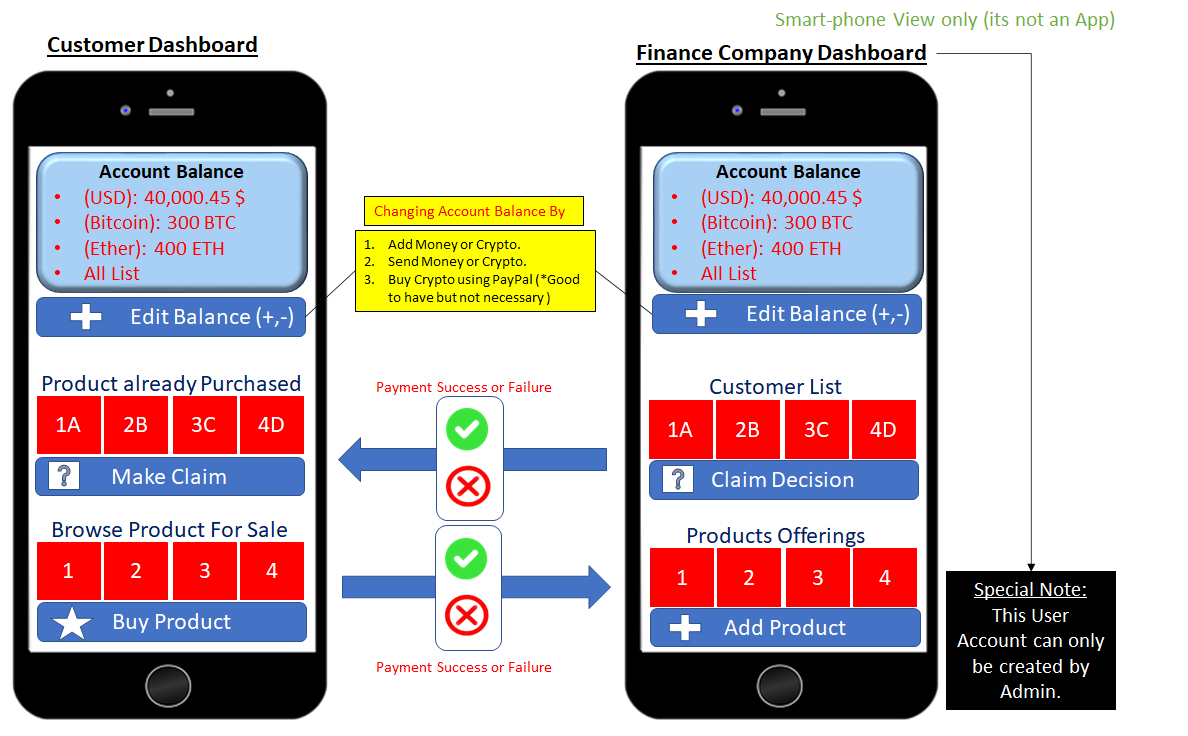 Smart-phone View only (its not an App)
Customer Dashboard
Finance Company Dashboard
Account Balance
• (USD): 40,000.45 $
• (Bitcoin): 300 BTC
• (Ether): 400 ETH
• All List
Edit Balance (+,-)
Product already Purchased
1A 2B 3C 4D
? Make Claim
Browse Product For Sale
1 2 3 4
Buy Product
Changing Account Balance By
1. Add Money or Crypto.
2. Send Money or Crypto.
3. Buy Crypto using PayPal (*Good
to have but not necessary )
Payment Success or Failure
Payment Success or Failure
Account Balance
• (USD): 40,000.45 $
• (Bitcoin): 300 BTC
• (Ether): 400 ETH
• All List
Edit Balance (+,-)
Customer List
1A 2B 3C 4D
? Claim Decision
Products Offerings
1 2 3 4
Add Product
Special Note:
This User
Account can only
be created by
Admin.